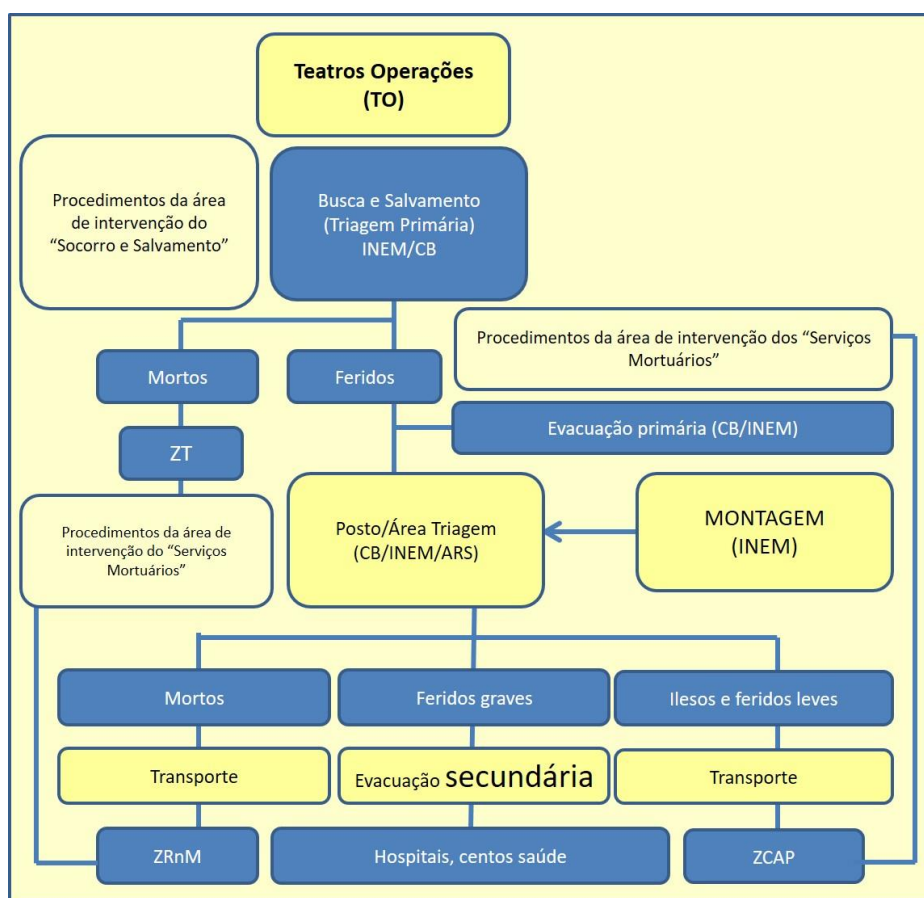 Teatros Operações
(TO)
Procedimentos da área
de intervenção do
“Socorro e Salvamento”
Busca e Salvamento
(Triagem Primária)
INEM/CB
Procedimentos da área de intervenção dos “Serviços
Mortuários”
Mortos
Feridos
Evacuação primária (CB/INEM)
ZT
Procedimentos da área de
intervenção do “Serviços
Mortuários”
Posto/Área Triagem
(CB/INEM/ARS)
MONTAGEM
(INEM)
Mortos
Feridos graves
Ilesos e feridos leves
Transporte
Evacuação secundária
Transporte
ZRnM
Hospitais, centos saúde
ZCAP